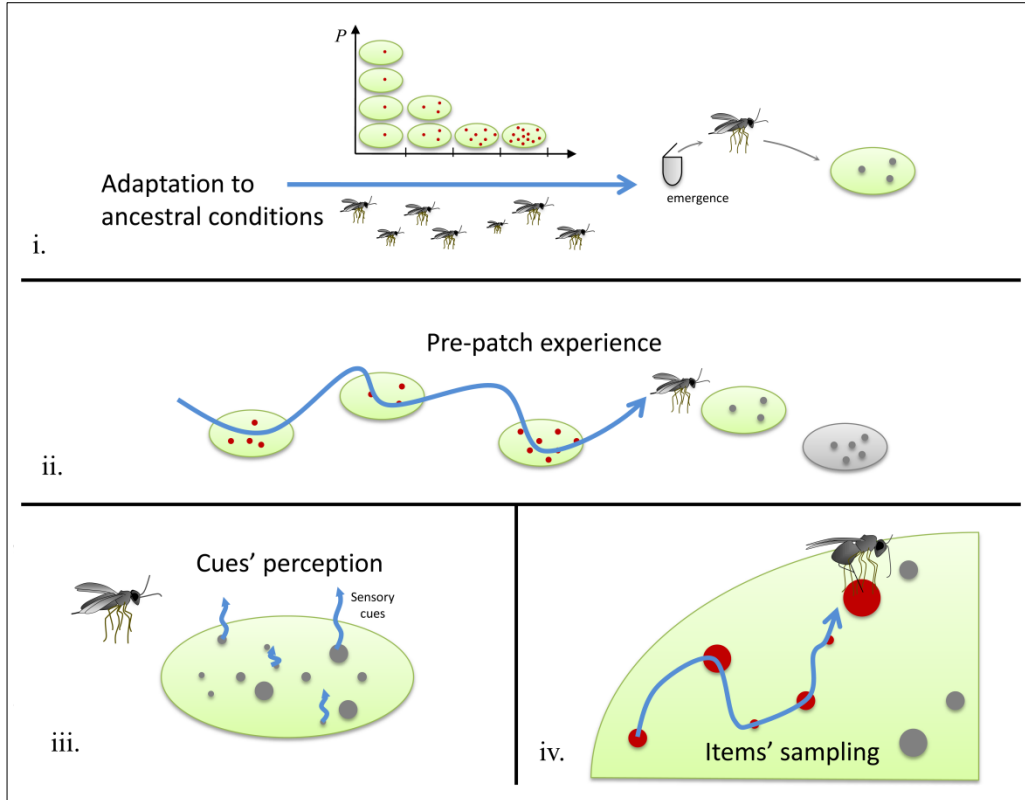 P
Adaptation to
ancestral conditions
emergence
i.
Pre-patch experience
ii.
Cues' perception
Sensory
cues
iii.
Items' sampling
iv.